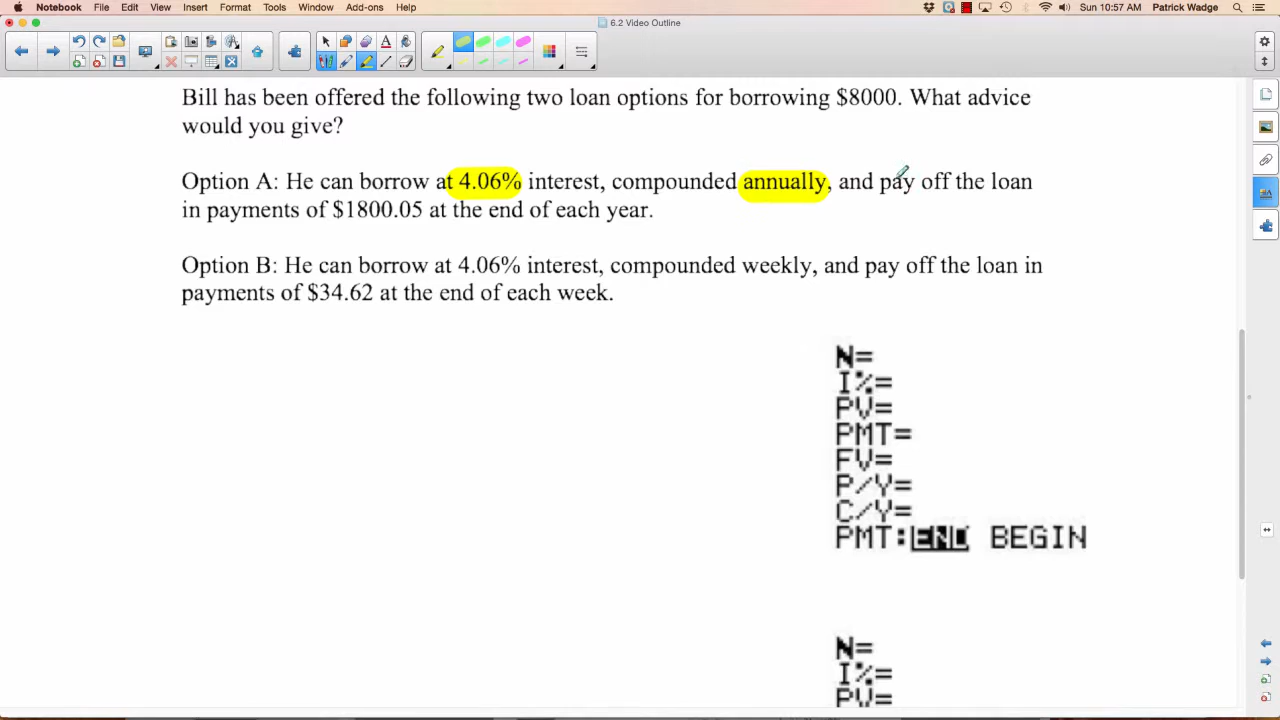 Notebook File Edit View Insert Format Tools Window Add-ons Help Sun 10:57 AM Patrick Wadge
6.2 Video Outline
Bill has been offered the following two loan options for borrowing $8000. What advice
would you give?
Option A: He can borrow at 4.06% interest, compounded annually, and pay off the loan
in payments of $1800.05 at the end of each year.
Option B: He can borrow at 4.06% interest, compounded weekly, and pay off the loan in
payments of $34.62 at the end of each week.
N=
I%=
PV=
PMT=
FV=
P/Y=
C/Y=
PMT:END BEGIN
N=
I%=
PV=